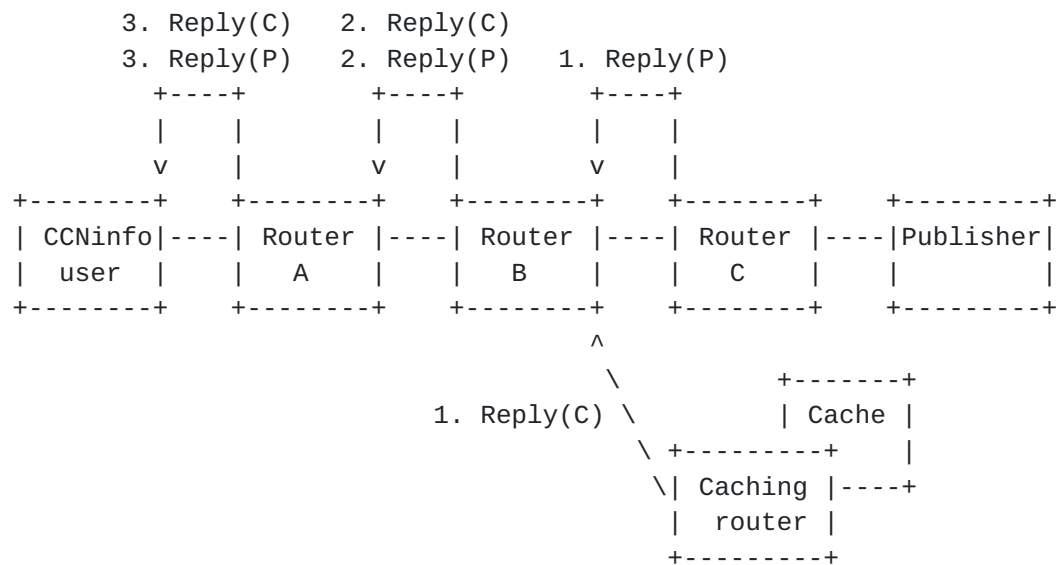 3. Reply(C) 2. Reply(C)
3. Reply(P) 2. Reply(P) 1. Reply(P)
CCNinfo Router Router Router Publisher
user A B C
1. Reply(C) Cache
Caching
router